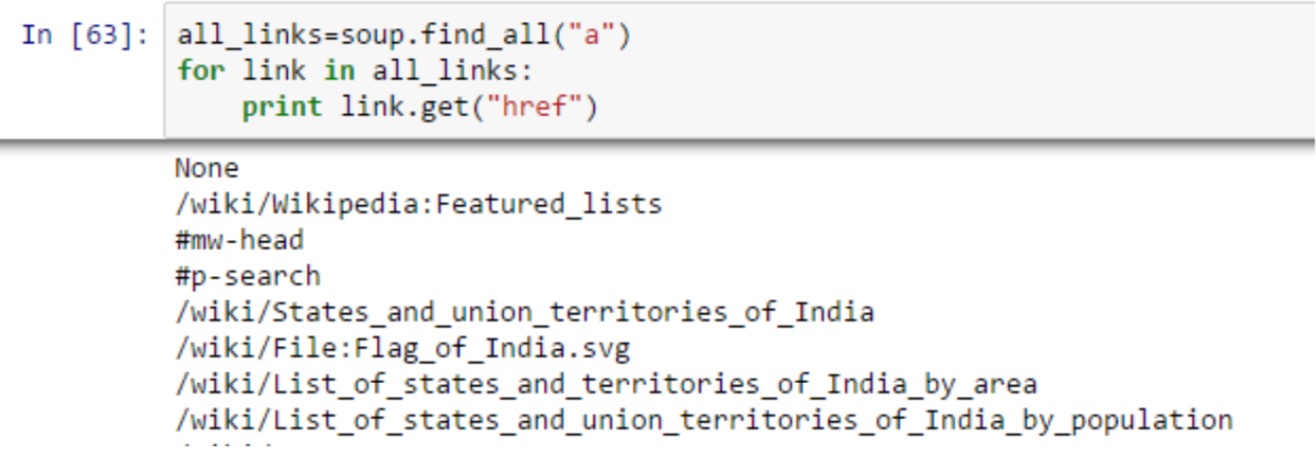 In [63]: all_links=soup.find_all("a")
for link in all_links:
    print link.get("href")
None
/wiki/Wikipedia:Featured_lists
#mw-head
#p-search
/wiki/States_and_union_territories_of_India
/wiki/File:Flag_of_India.svg
/wiki/List_of_states_and_territories_of_India_by_area
/wiki/List_of_states_and_union_territories_of_India_by_population